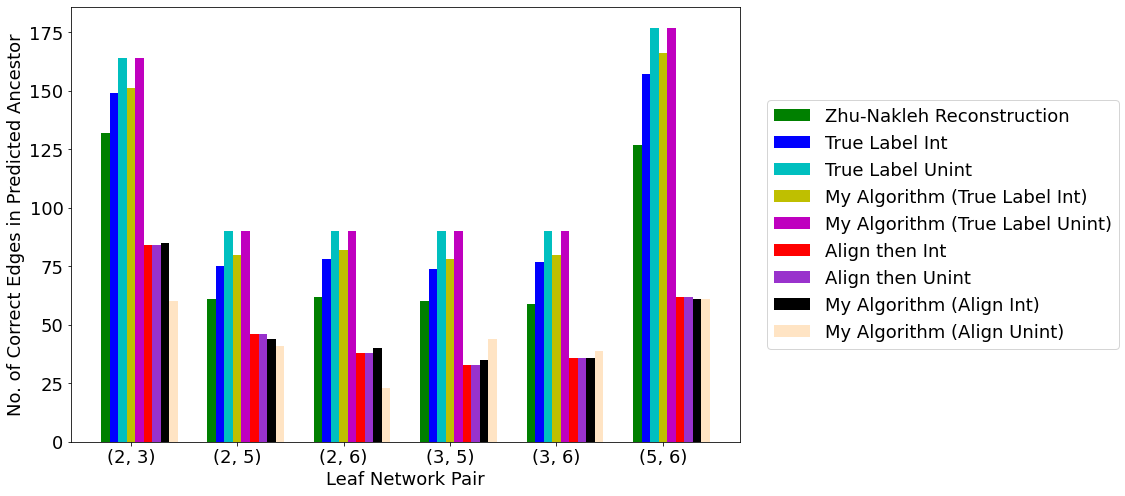 No. of Correct Edges in Predicted Ancestor
175
150
125
100
75
50
25
0
(2, 3) (2, 5) (2, 6) (3, 5) (3, 6) (5, 6)
Leaf Network Pair
Zhu-Nakleh Reconstruction
True Label Int
True Label Unint
My Algorithm (True Label Int)
My Algorithm (True Label Unint)
Align then Int
Align then Unint
My Algorithm (Align Int)
My Algorithm (Align Unint)